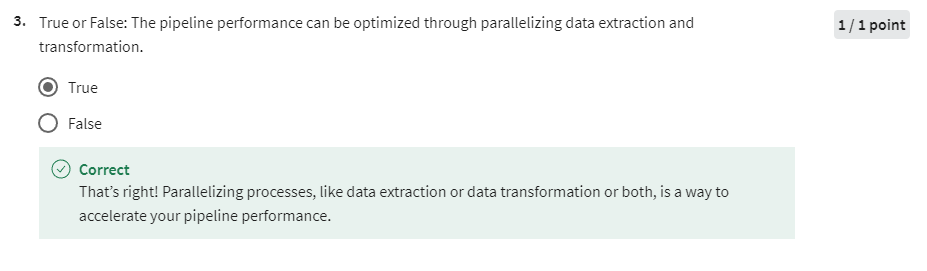 3. True or False: The pipeline performance can be optimized through parallelizing data extraction and
transformation.
1 / 1 point
True
False
Correct
That's right! Parallelizing processes, like data extraction or data transformation or both, is a way to
accelerate your pipeline performance.